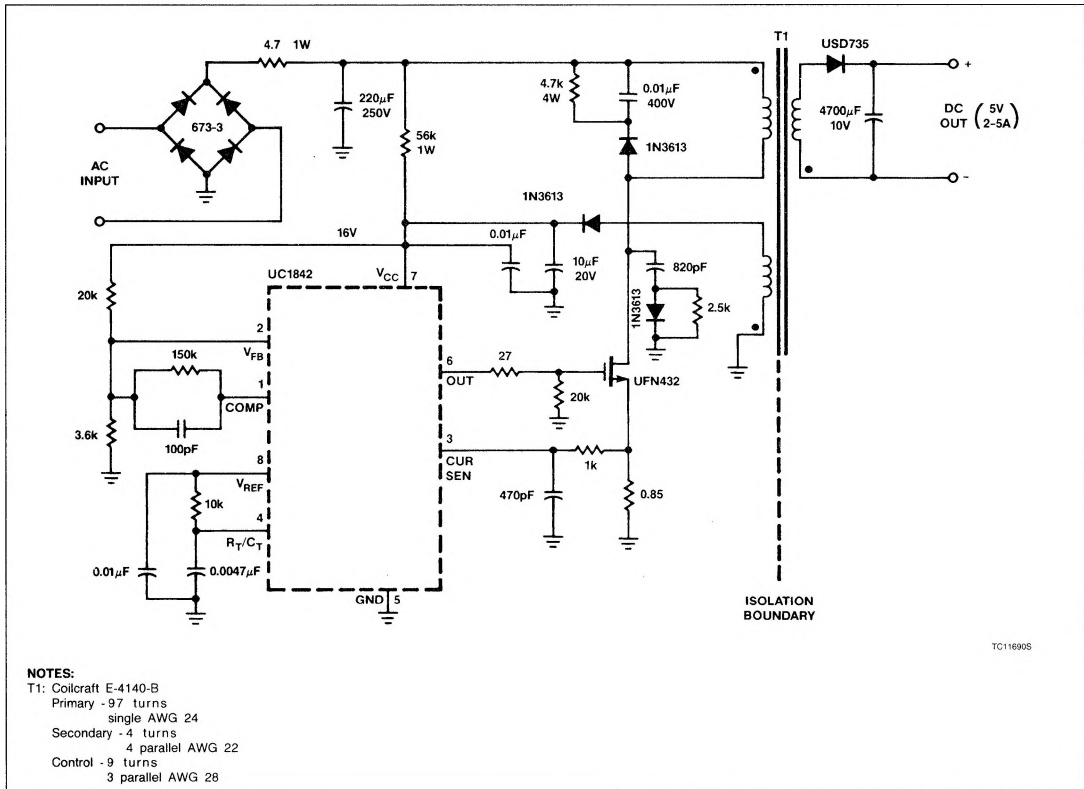 T1
4.7 1W
USD735
+
673-3
220μF
250V
4.7k
4W
0.01μF
400V
4700μF
10V
DC
OUT
(5V
2-5A)
56k
1W
1N3613
AC
INPUT
–
1N3613
16V
0.01μF
10μF
20V
820pF
UC1842
VCC
7
20k
1N3613
2.5k
2
VFB
150k
6
OUT
27
UFN432
1
COMP
20k
3.6k
100pF
3
CUR
SEN
1k
8
VREF
470pF
0.85
10k
4
RT/CT
0.01μF
0.0047μF
GND
5
ISOLATION
BOUNDARY
TC11690S
NOTES:
T1: Coilcraft E-4140-B
Primary - 97 turns
single AWG 24
Secondary - 4 turns
4 parallel AWG 22
Control - 9 turns
3 parallel AWG 28